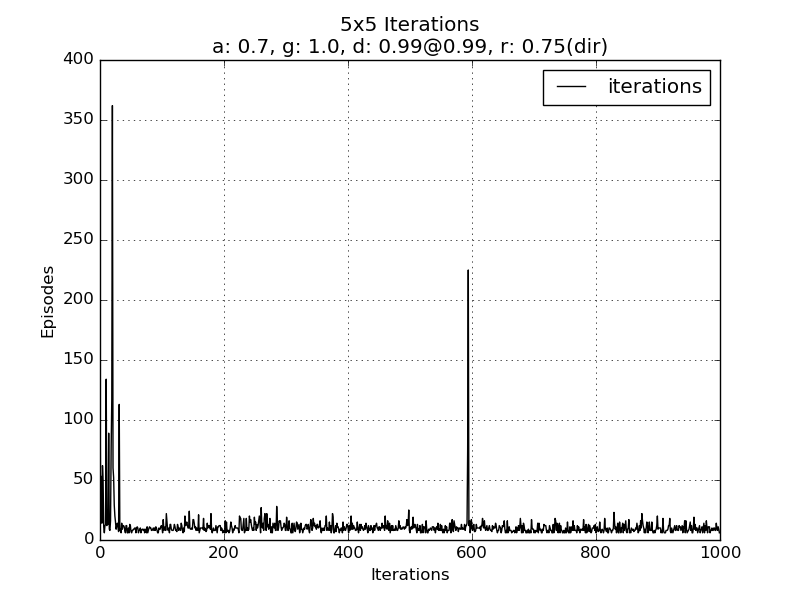 5x5 Iterations
a: 0.7, g: 1.0, d: 0.99@0.99, r: 0.75(dir)
400
350
300
250
200
150
100
50
0
Episodes
iterations
0 200 400 600 800 1000
Iterations